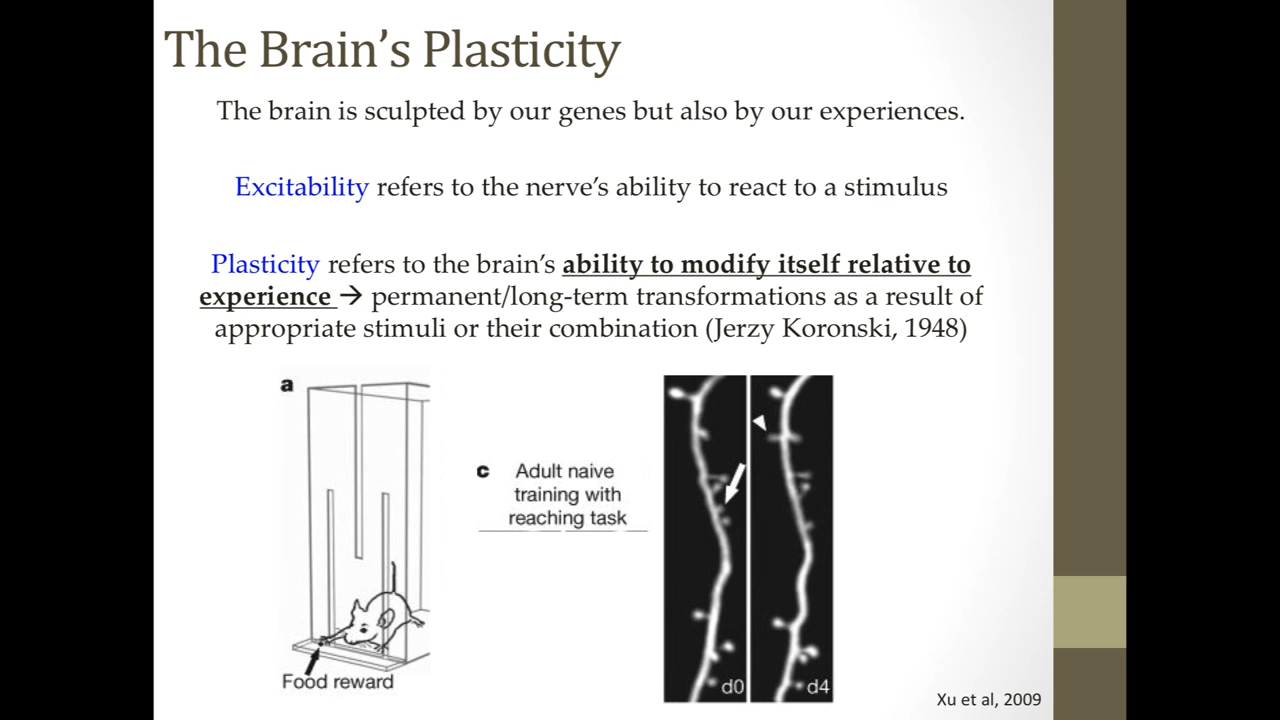 The Brain’s Plasticity
The brain is sculpted by our genes but also by our experiences.
Excitability refers to the nerve’s ability to react to a stimulus
Plasticity refers to the brain’s ability to modify itself relative to
experience → permanent/long-term transformations as a result of
appropriate stimuli or their combination (Jerzy Koronski, 1948)
a
Food reward
c Adult naive
training with
reaching task
d0 d4
Xu et al, 2009